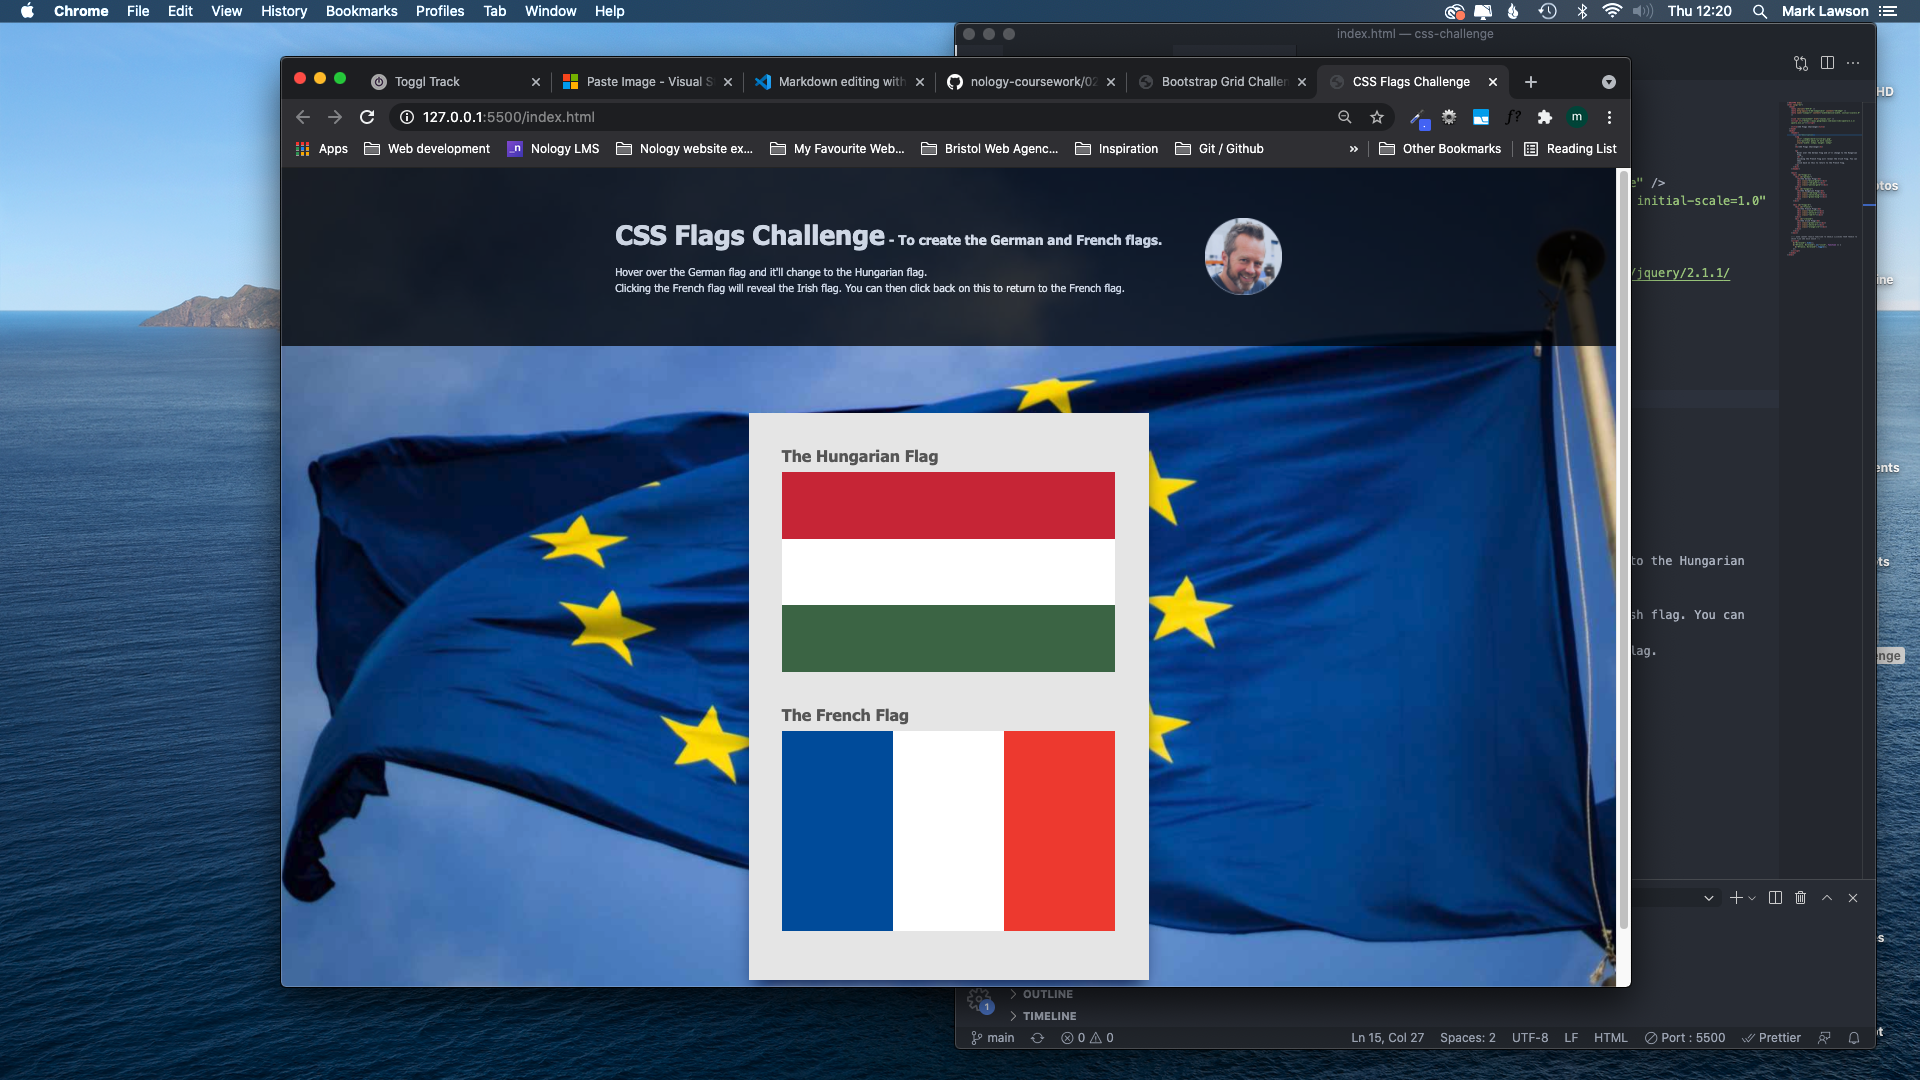 Chrome File Edit View History Bookmarks Profiles Tab Window Help
Thu 12:20 Mark Lawson
index.html — css-challenge
Toggl Track
Paste Image - Visual S
Markdown editing with
nology-coursework/02
Bootstrap Grid Challen
CSS Flags Challenge
127.0.0.1:5500/index.html
f?
m
Apps
Web development
_n Nology LMS
Nology website ex...
My Favourite Web...
Bristol Web Agenc...
Inspiration
Git / Github
»
Other Bookmarks
Reading List
HD
CSS Flags Challenge - To create the German and French flags.
Hover over the German flag and it'll change to the Hungarian flag.
Clicking the French flag will reveal the Irish flag. You can then click back on this to return to the French flag.
The Hungarian Flag
The French Flag
" />
initial-scale=1.0"
/jquery/2.1.1/
to the Hungarian
sh flag. You can
lag.
otos
ine
ents
ots
enge
s
t
OUTLINE
TIMELINE
1
main
0 0
Ln 15, Col 27
Spaces: 2
UTF-8
LF
HTML
Port : 5500
Prettier